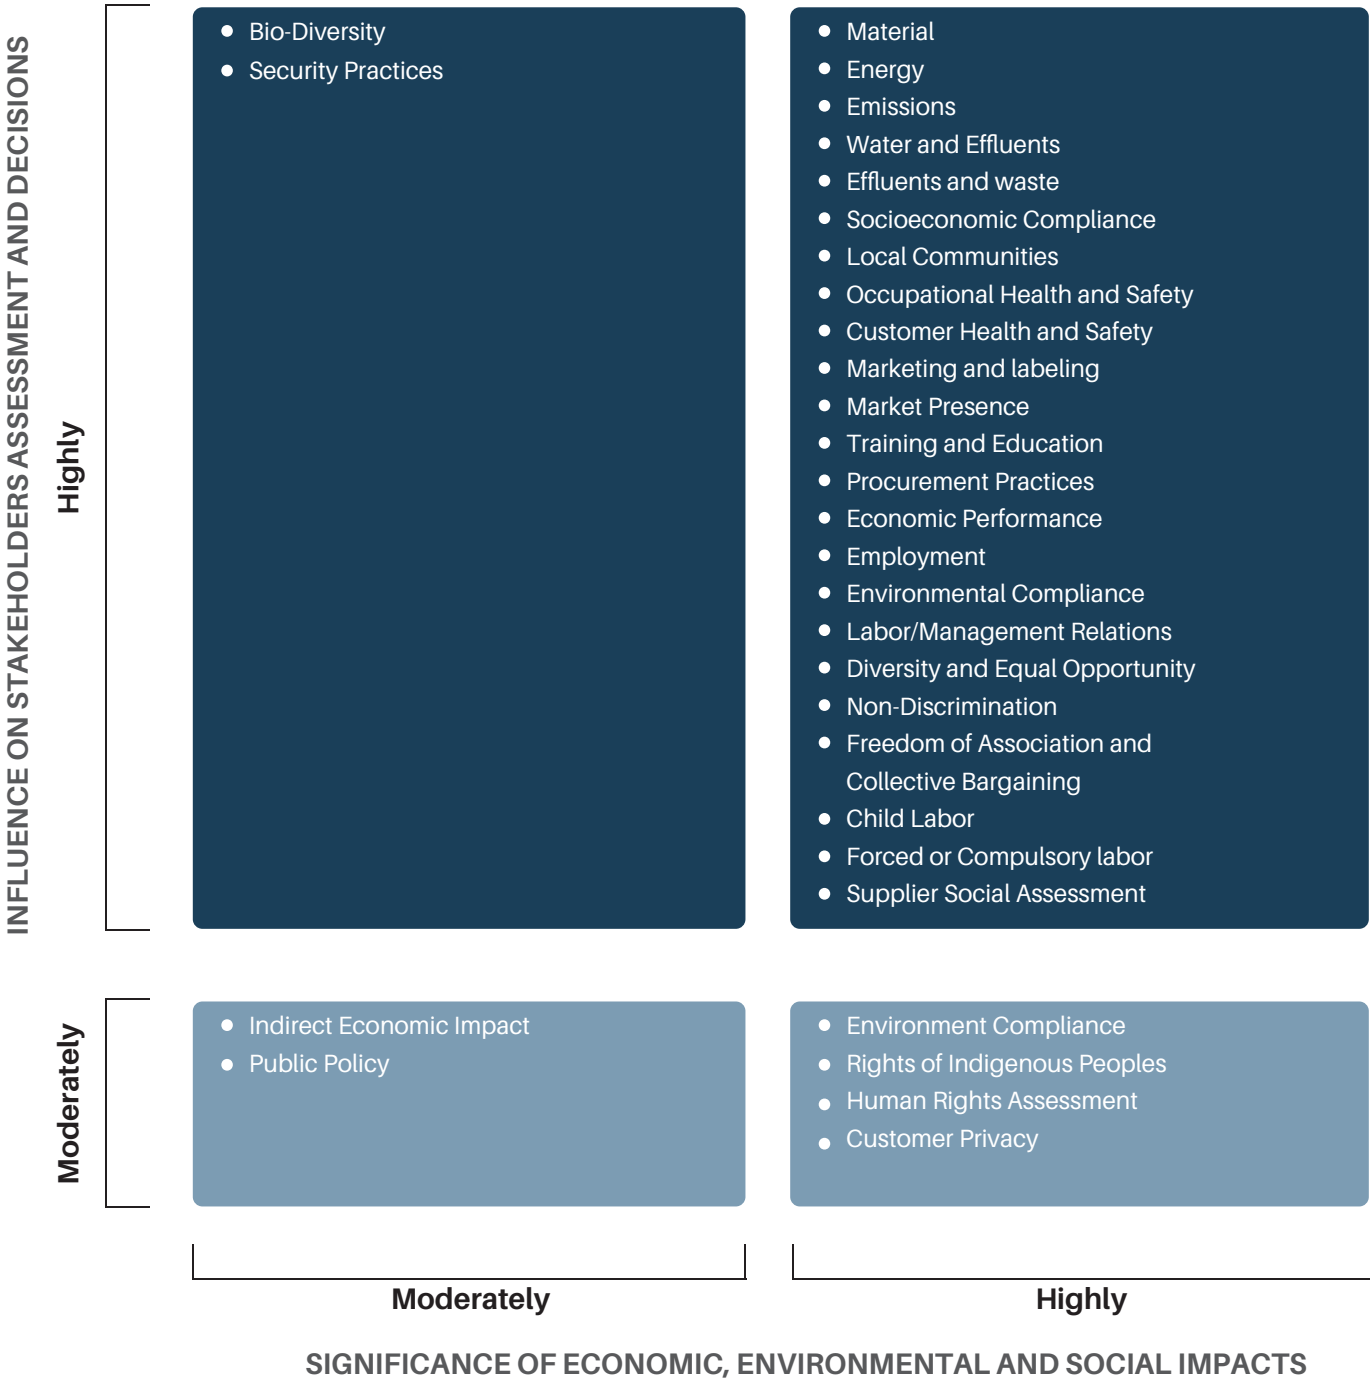 INFLUENCE ON STAKEHOLDERS ASSESSMENT AND DECISIONS
Highly
Bio-Diversity
Security Practices
Material
Energy
Emissions
Water and Effluents
Effluents and waste
Socioeconomic Compliance
Local Communities
Occupational Health and Safety
Customer Health and Safety
Marketing and labeling
Market Presence
Training and Education
Procurement Practices
Economic Performance
Employment
Environmental Compliance
Labor/Management Relations
Diversity and Equal Opportunity
Non-Discrimination
Freedom of Association and
Collective Bargaining
Child Labor
Forced or Compulsory labor
Supplier Social Assessment
Moderately
Indirect Economic Impact
Public Policy
Environment Compliance
Rights of Indigenous Peoples
Human Rights Assessment
Customer Privacy
Moderately
Highly
SIGNIFICANCE OF ECONOMIC, ENVIRONMENTAL AND SOCIAL IMPACTS